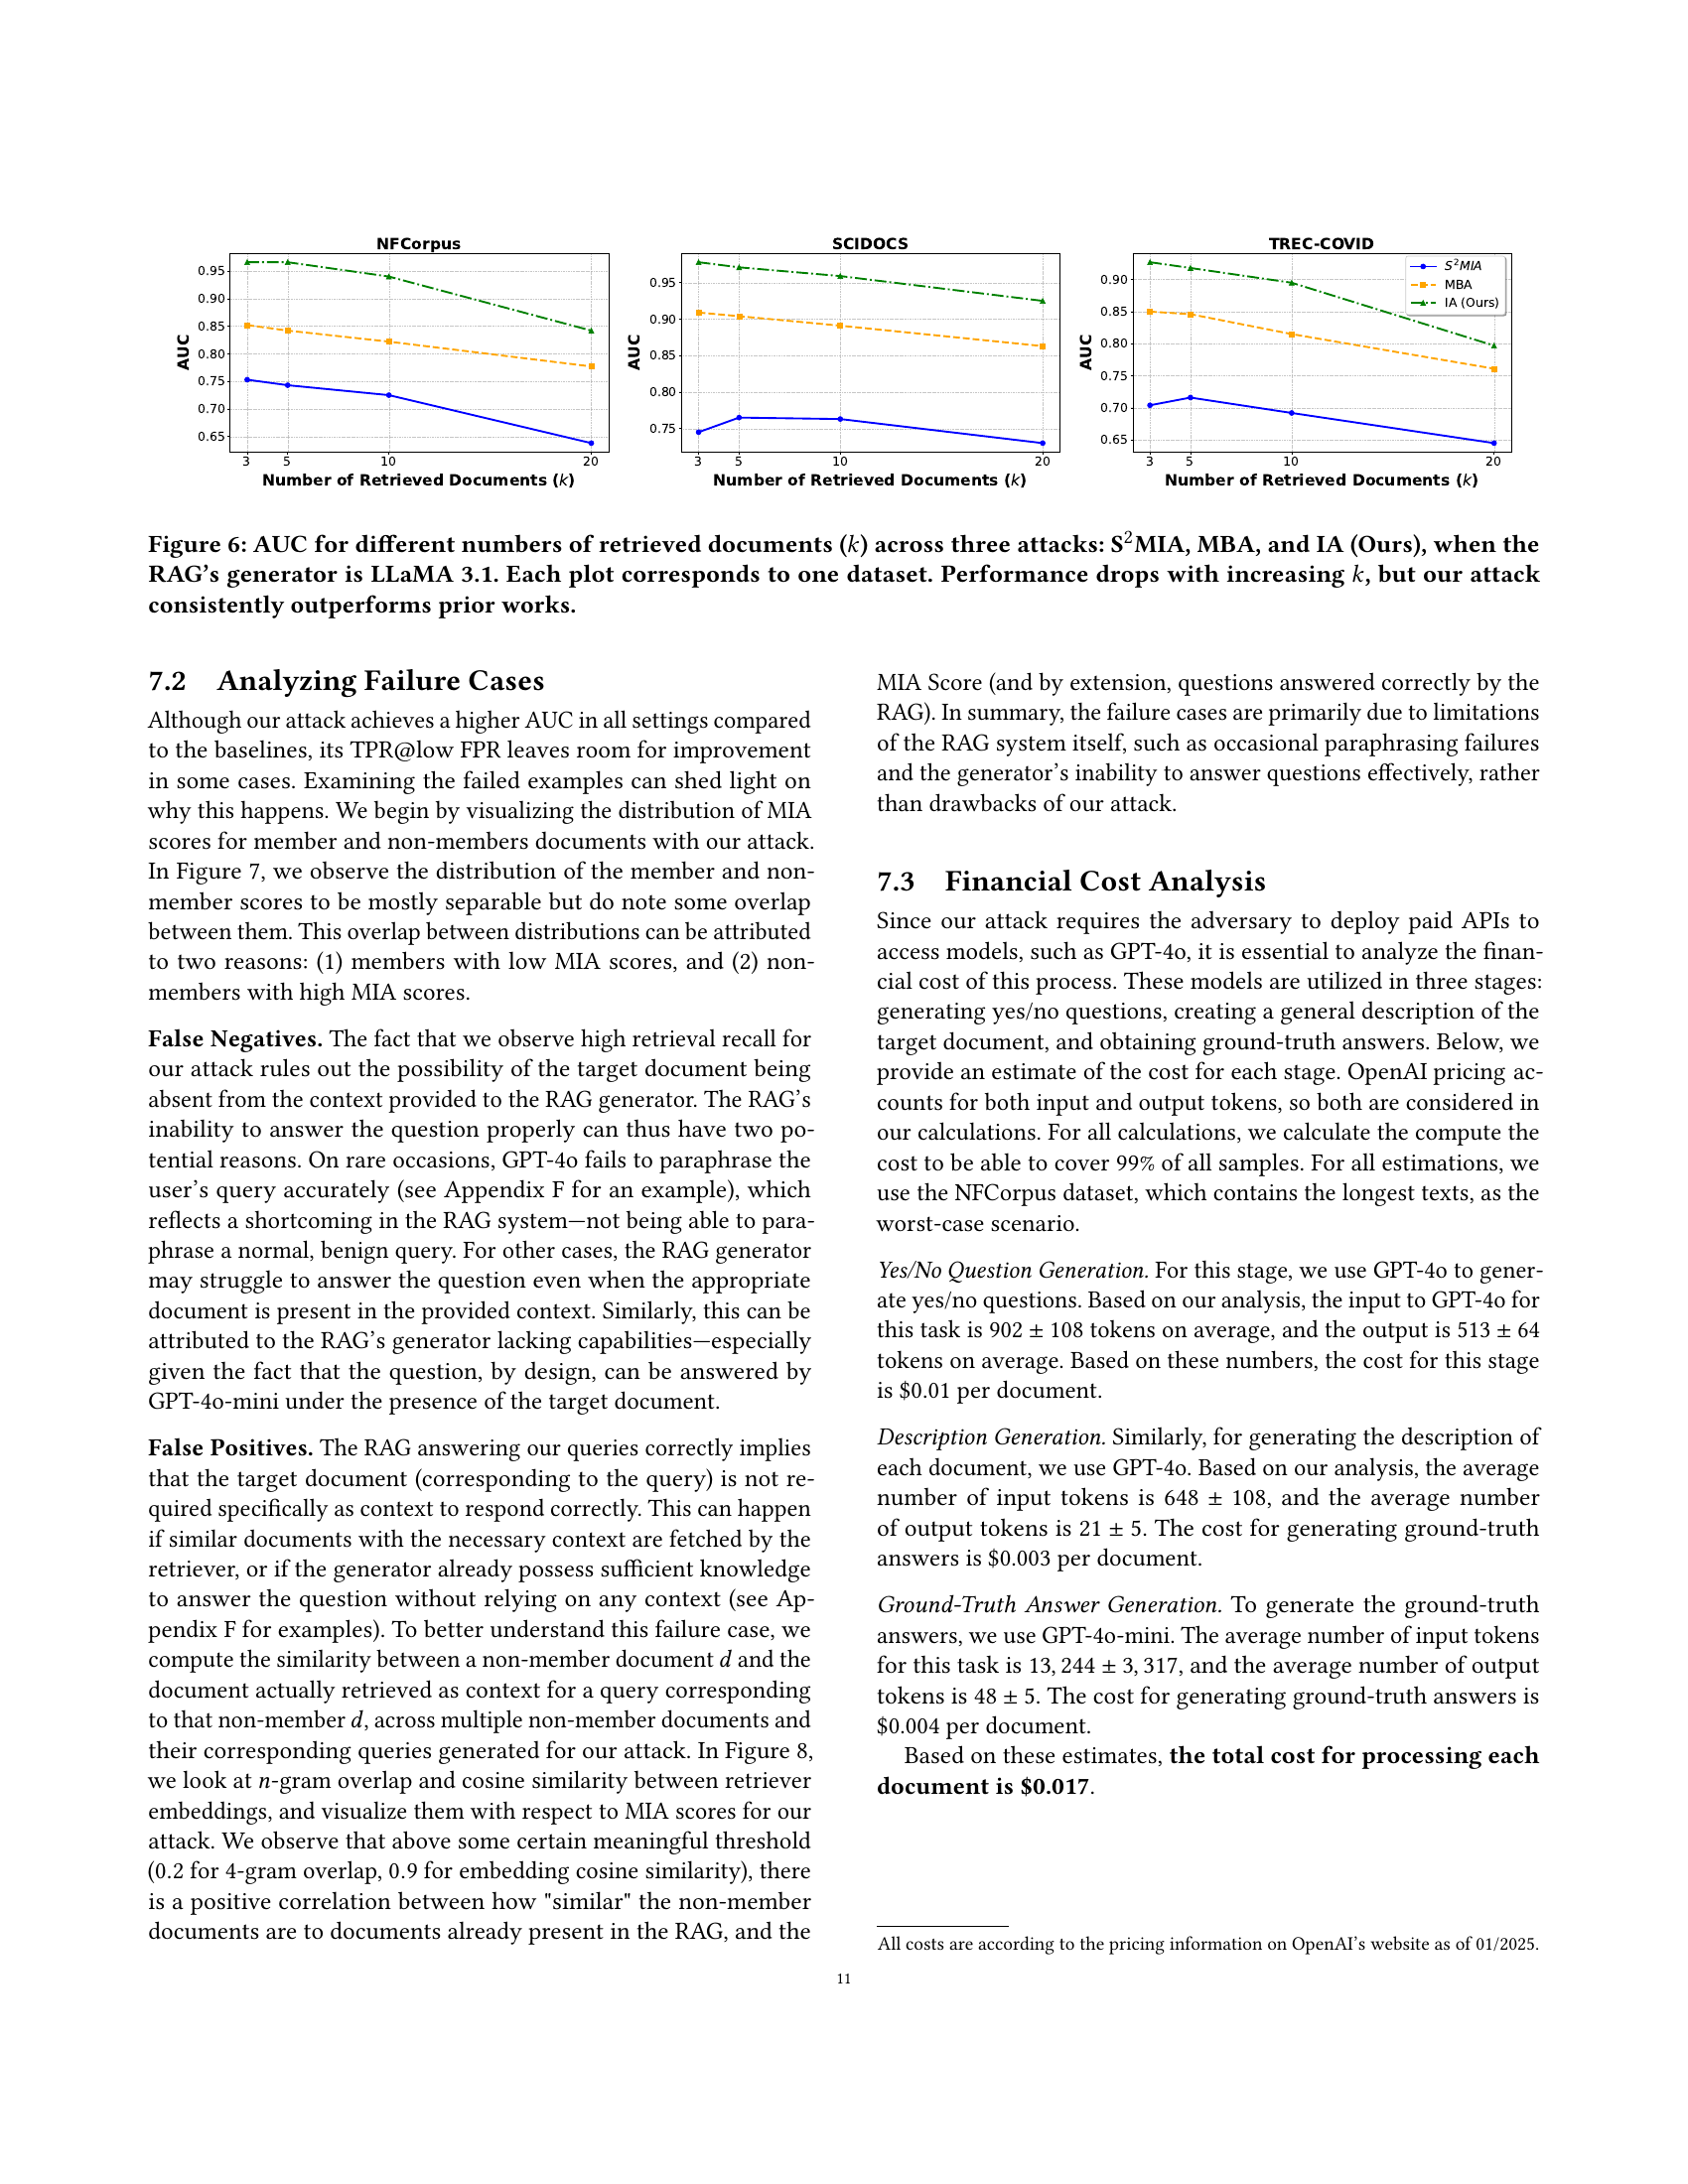 NFCorpus
AUC
0.95
0.90
0.85
0.80
0.75
0.70
0.65
3 5 10 20
Number of Retrieved Documents (k)
SCIDOCS
AUC
0.95
0.90
0.85
0.80
0.75
3 5 10 20
Number of Retrieved Documents (k)
TREC-COVID
AUC
0.90
0.85
0.80
0.75
0.70
0.65
3 5 10 20
Number of Retrieved Documents (k)
S²MIA
MBA
IA (Ours)
Figure 6: AUC for different numbers of retrieved documents (k) across three attacks: S²MIA, MBA, and IA (Ours), when the
RAG's generator is LLaMA 3.1. Each plot corresponds to one dataset. Performance drops with increasing k, but our attack
consistently outperforms prior works.
7.2 Analyzing Failure Cases
Although our attack achieves a higher AUC in all settings compared
to the baselines, its TPR@low FPR leaves room for improvement
in some cases. Examining the failed examples can shed light on
why this happens. We begin by visualizing the distribution of MIA
scores for member and non-members documents with our attack.
In Figure 7, we observe the distribution of the member and non-
member scores to be mostly separable but do note some overlap
between them. This overlap between distributions can be attributed
to two reasons: (1) members with low MIA scores, and (2) non-
members with high MIA scores.
False Negatives. The fact that we observe high retrieval recall for
our attack rules out the possibility of the target document being
absent from the context provided to the RAG generator. The RAG's
inability to answer the question properly can thus have two po-
tential reasons. On rare occasions, GPT-4o fails to paraphrase the
user's query accurately (see Appendix F for an example), which
reflects a shortcoming in the RAG system—not being able to para-
phrase a normal, benign query. For other cases, the RAG generator
may struggle to answer the question even when the appropriate
document is present in the provided context. Similarly, this can be
attributed to the RAG's generator lacking capabilities—especially
given the fact that the question, by design, can be answered by
GPT-4o-mini under the presence of the target document.
False Positives. The RAG answering our queries correctly implies
that the target document (corresponding to the query) is not re-
quired specifically as context to respond correctly. This can happen
if similar documents with the necessary context are fetched by the
retriever, or if the generator already possess sufficient knowledge
to answer the question without relying on any context (see Ap-
pendix F for examples). To better understand this failure case, we
compute the similarity between a non-member document d and the
document actually retrieved as context for a query corresponding
to that non-member d, across multiple non-member documents and
their corresponding queries generated for our attack. In Figure 8,
we look at n-gram overlap and cosine similarity between retriever
embeddings, and visualize them with respect to MIA scores for our
attack. We observe that above some certain meaningful threshold
(0.2 for 4-gram overlap, 0.9 for embedding cosine similarity), there
is a positive correlation between how "similar" the non-member
documents are to documents already present in the RAG, and the
MIA Score (and by extension, questions answered correctly by the
RAG). In summary, the failure cases are primarily due to limitations
of the RAG system itself, such as occasional paraphrasing failures
and the generator's inability to answer questions effectively, rather
than drawbacks of our attack.
7.3 Financial Cost Analysis
Since our attack requires the adversary to deploy paid APIs to
access models, such as GPT-4o, it is essential to analyze the finan-
cial cost of this process. These models are utilized in three stages:
generating yes/no questions, creating a general description of the
target document, and obtaining ground-truth answers. Below, we
provide an estimate of the cost for each stage. OpenAI pricing ac-
counts for both input and output tokens, so both are considered in
our calculations. For all calculations, we calculate the compute the
cost to be able to cover 99% of all samples. For all estimations, we
use the NFCorpus dataset, which contains the longest texts, as the
worst-case scenario.
Yes/No Question Generation. For this stage, we use GPT-4o to gener-
ate yes/no questions. Based on our analysis, the input to GPT-4o for
this task is 902 ± 108 tokens on average, and the output is 513 ± 64
tokens on average. Based on these numbers, the cost for this stage
is $0.01 per document.
Description Generation. Similarly, for generating the description of
each document, we use GPT-4o. Based on our analysis, the average
number of input tokens is 648 ± 108, and the average number
of output tokens is 21 ± 5. The cost for generating ground-truth
answers is $0.003 per document.
Ground-Truth Answer Generation. To generate the ground-truth
answers, we use GPT-4o-mini. The average number of input tokens
for this task is 13, 244 ± 3, 317, and the average number of output
tokens is 48 ± 5. The cost for generating ground-truth answers is
$0.004 per document.
Based on these estimates, the total cost for processing each
document is $0.017.
All costs are according to the pricing information on OpenAI's website as of 01/2025.
11